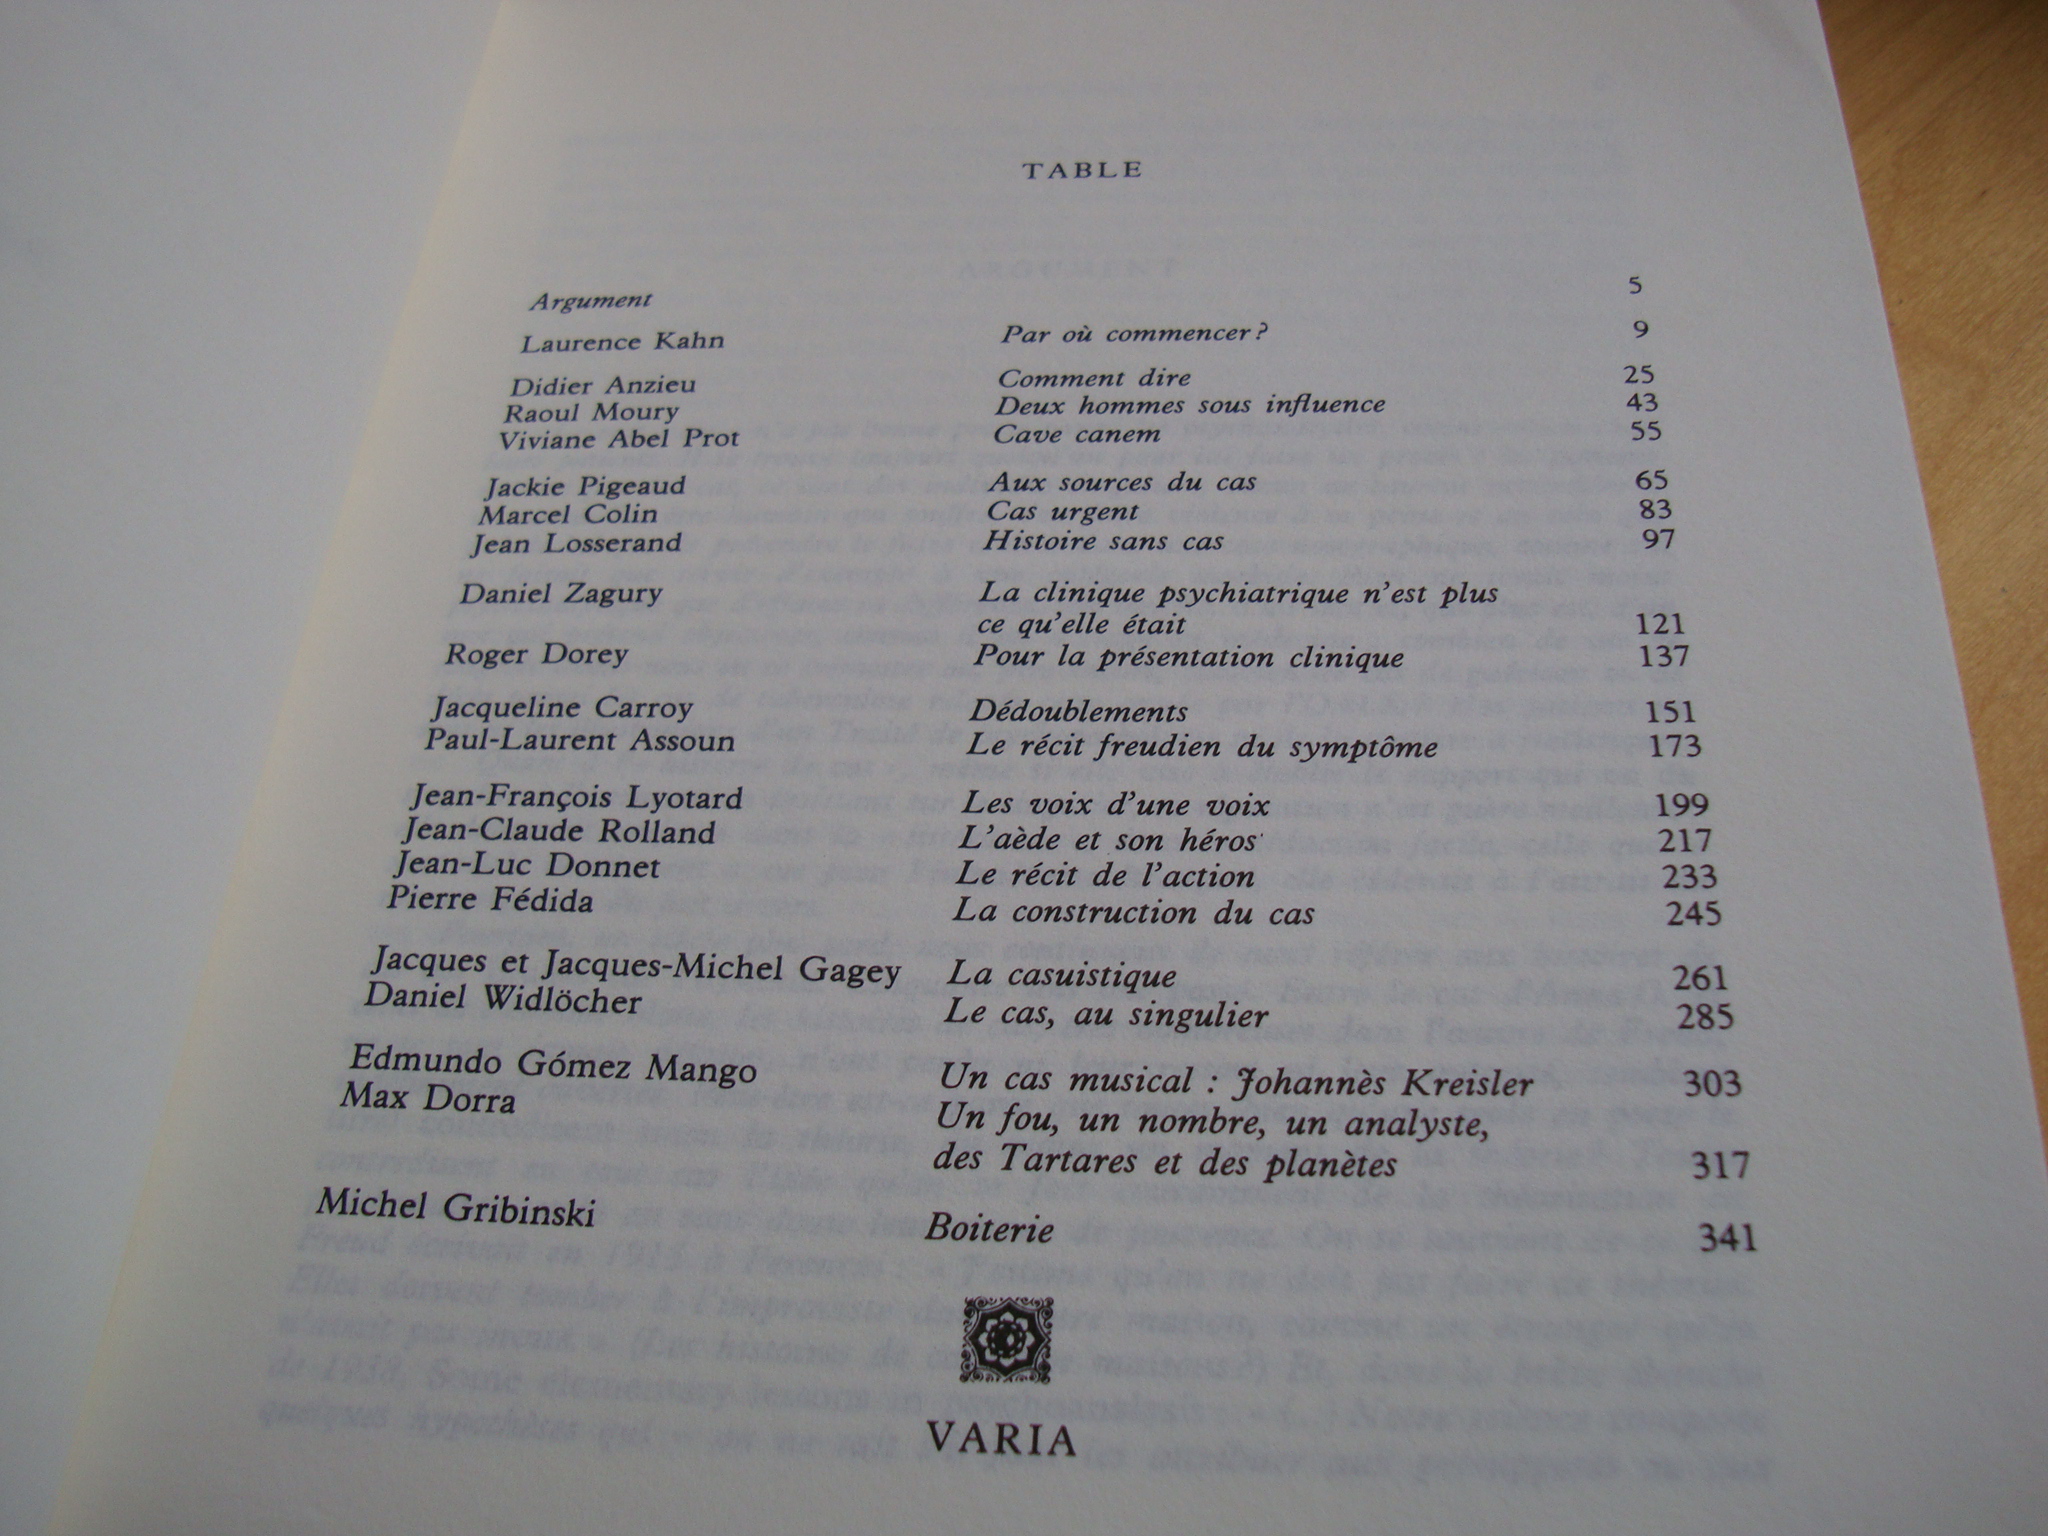 TABLE
Argument 5
Laurence Kahn Par où commencer ? 9
Didier Anzieu Comment dire 25
Raoul Moury Deux hommes sous influence 43
Viviane Abel Prot Cave canem 55
Jackie Pigeaud Aux sources du cas 65
Marcel Colin Cas urgent 83
Jean Losserand Histoire sans cas 97
Daniel Zagury La clinique psychiatrique n'est plus
ce qu'elle était 121
Roger Dorey Pour la présentation clinique 137
Jacqueline Carroy Dédoublements 151
Paul-Laurent Assoun Le récit freudien du symptôme 173
Jean-François Lyotard Les voix d'une voix 199
Jean-Claude Rolland L'aède et son héros 217
Jean-Luc Donnet Le récit de l'action 233
Pierre Fédida La construction du cas 245
Jacques et Jacques-Michel Gagey La casuistique 261
Daniel Widlöcher Le cas, au singulier 285
Edmundo Gómez Mango Un cas musical : Johannès Kreisler 303
Max Dorra Un fou, un nombre, un analyste,
des Tartares et des planètes 317
Michel Gribinski Boiterie 341
VARIA